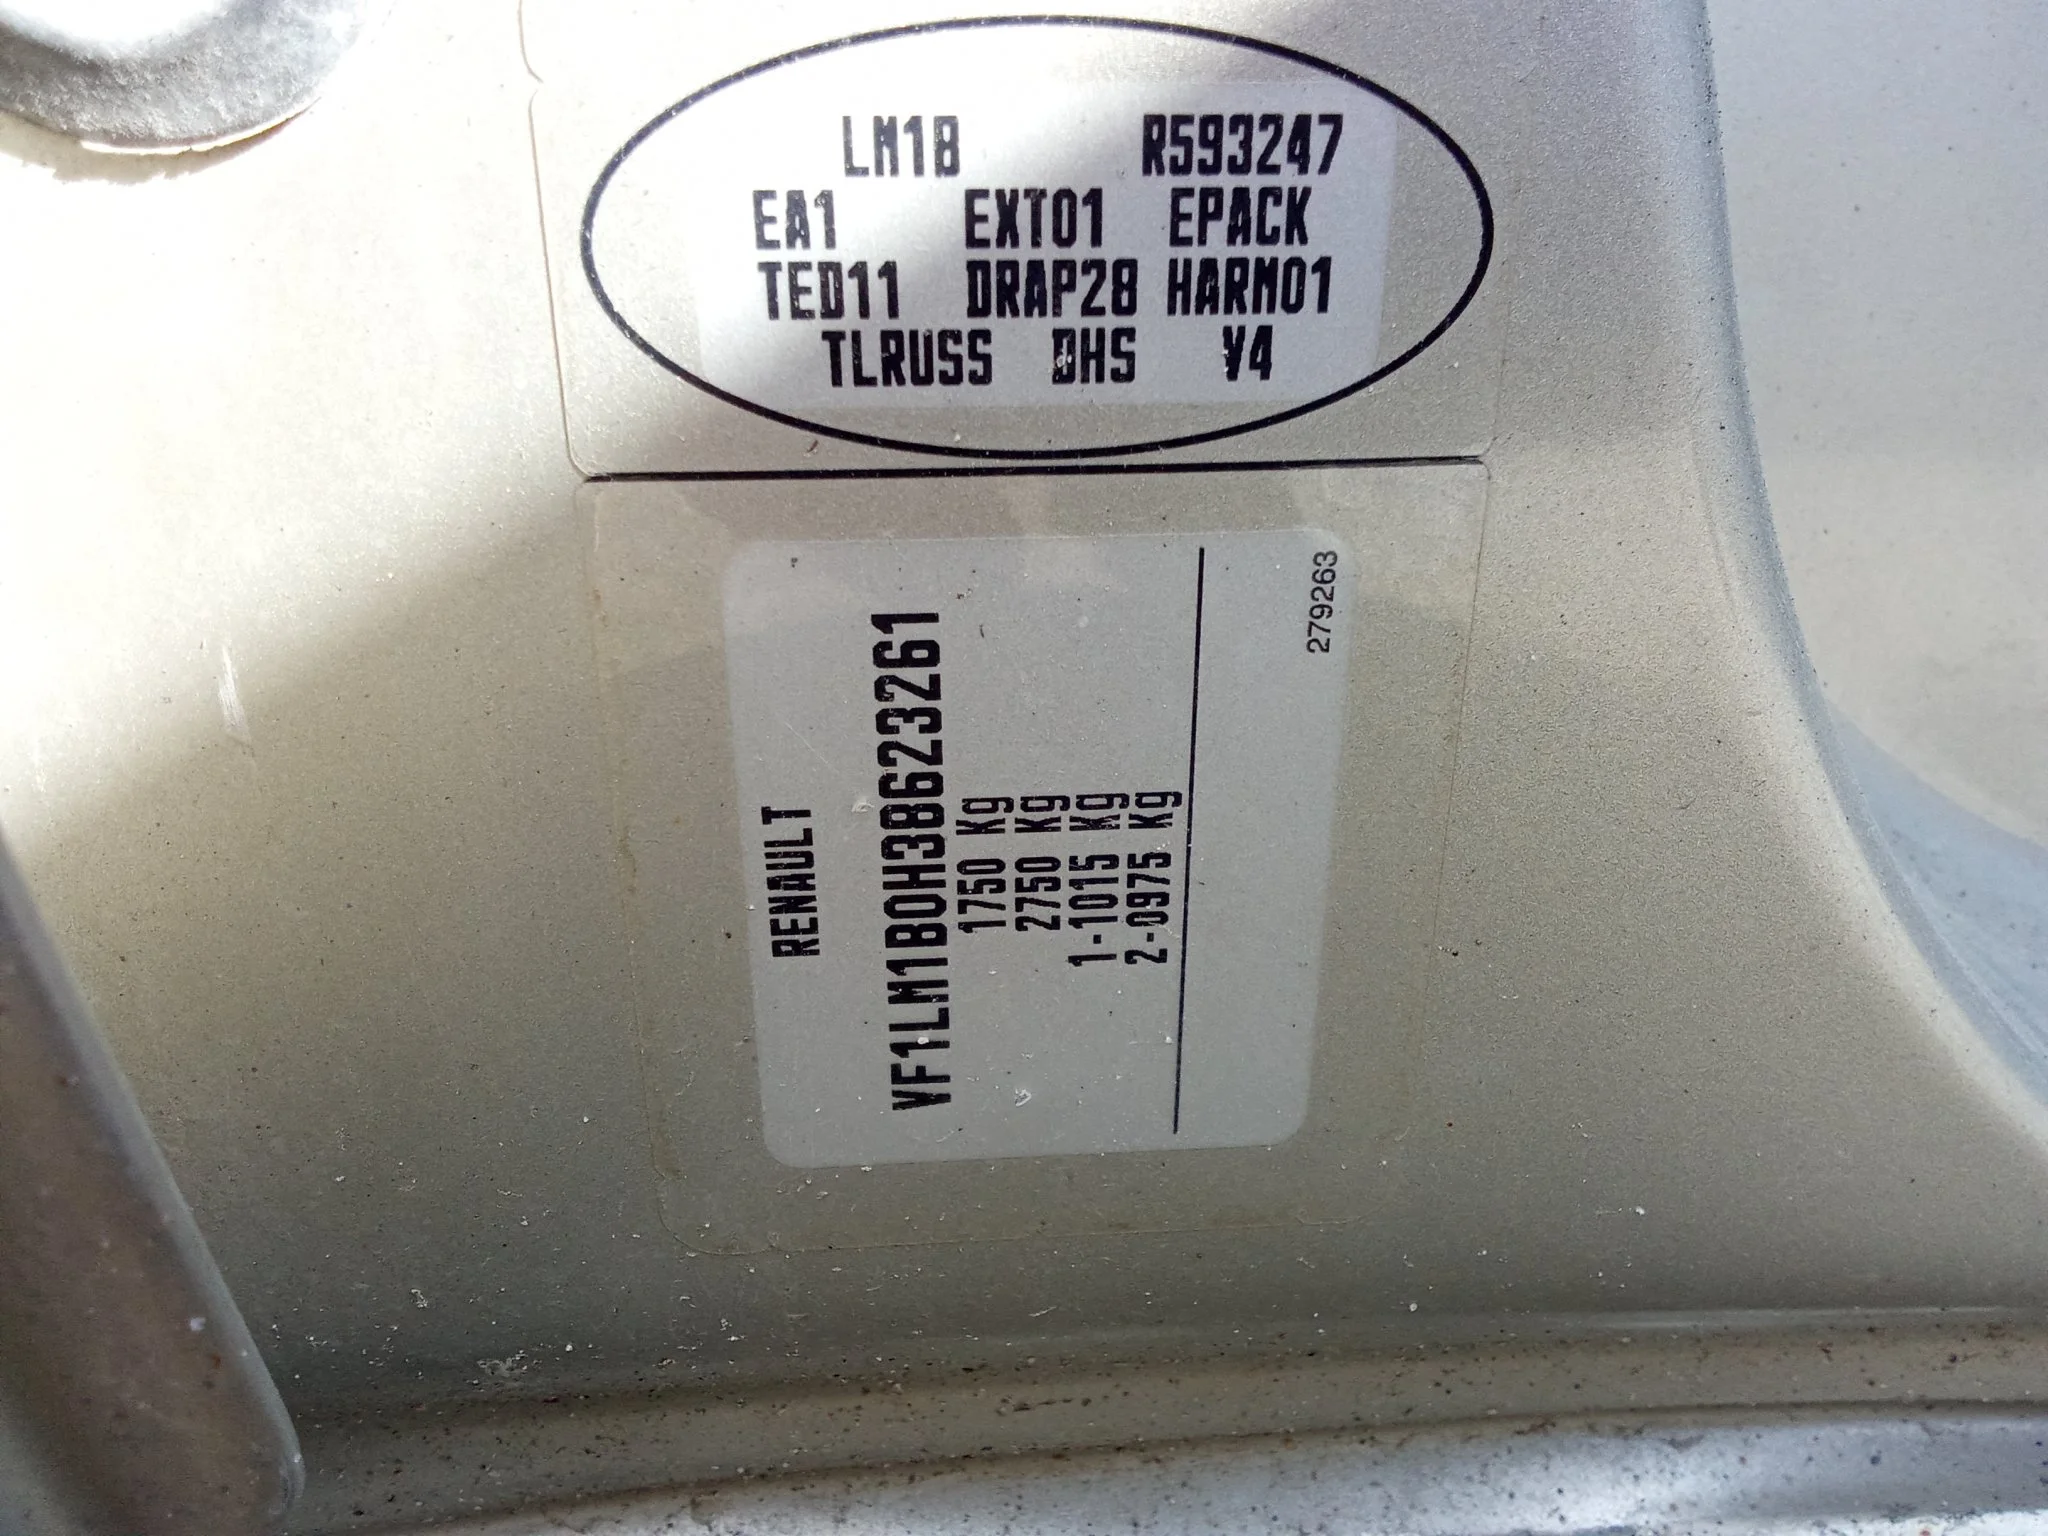 LM1B R593247
EA1 EXT01 EPACK
TED11 DRAP28 HARM01
TLRUSS DHS V4
RENAULT
VF1LM1B0H38623261
1750 Kg
2750 Kg
1-1015 Kg
2-0975 Kg
279263